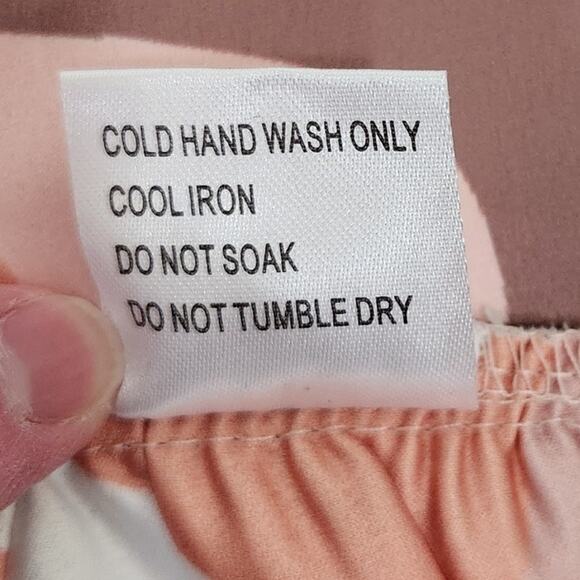 COLD HAND WASH ONLY
COOL IRON
DO NOT SOAK
DO NOT TUMBLE DRY